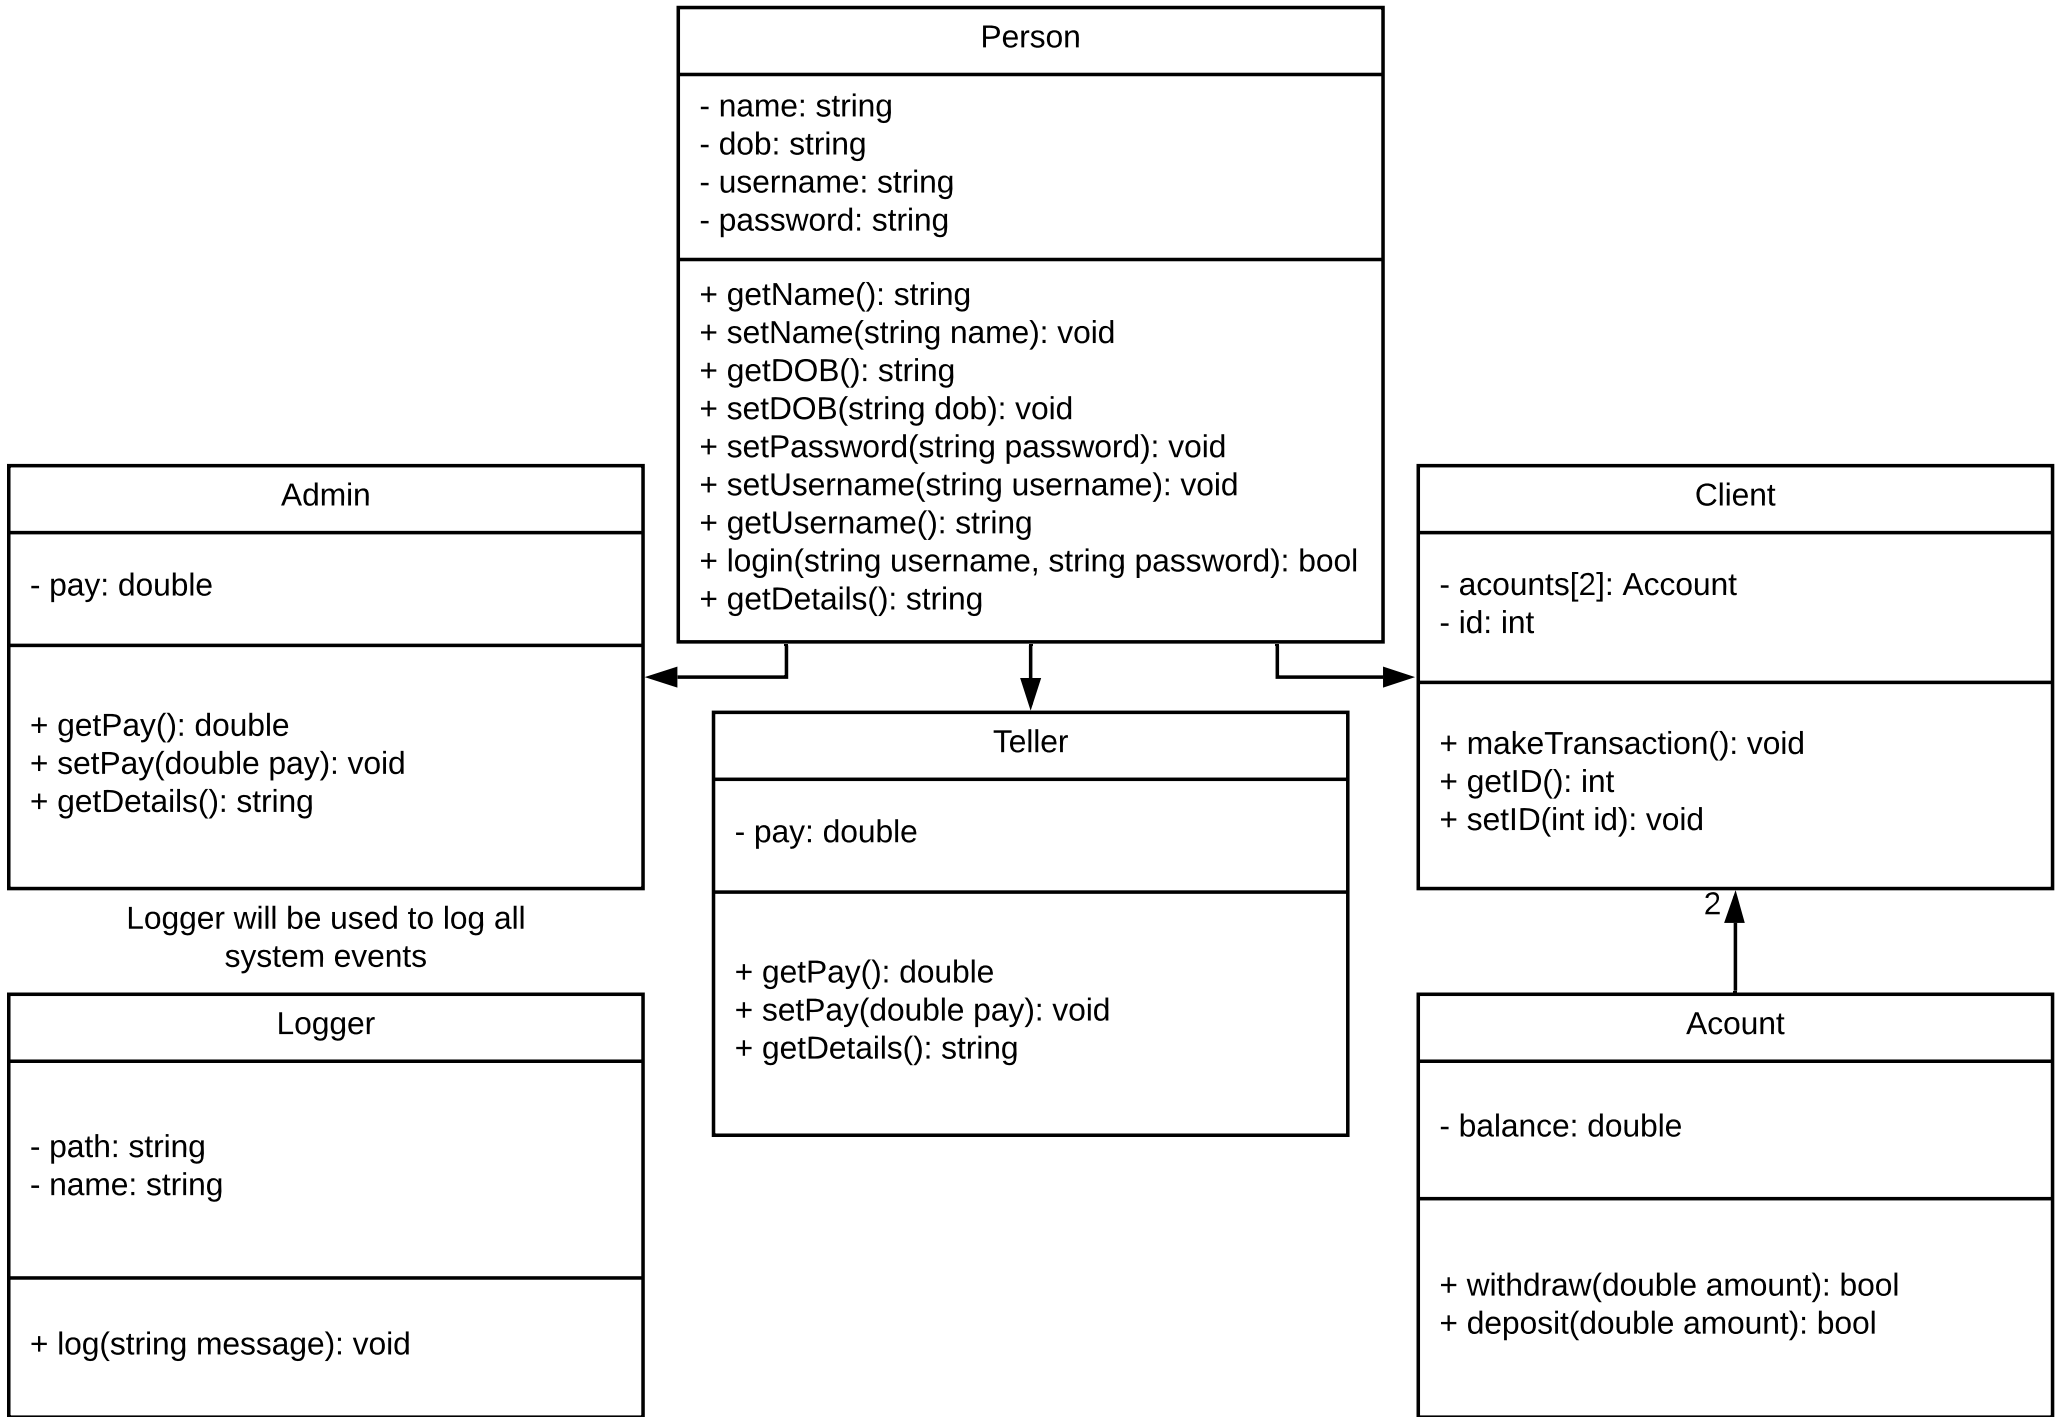 Person
- name: string
- dob: string
- username: string
- password: string
+ getName(): string
+ setName(string name): void
+ getDOB(): string
+ setDOB(string dob): void
+ setPassword(string password): void
+ setUsername(string username): void
+ getUsername(): string
+ login(string username, string password): bool
+ getDetails(): string
Admin
- pay: double
+ getPay(): double
+ setPay(double pay): void
+ getDetails(): string
Client
- acounts[2]: Account
- id: int
+ makeTransaction(): void
+ getID(): int
+ setID(int id): void
2
Teller
- pay: double
+ getPay(): double
+ setPay(double pay): void
+ getDetails(): string
Logger will be used to log all
system events
Logger
- path: string
- name: string
+ log(string message): void
Acount
- balance: double
+ withdraw(double amount): bool
+ deposit(double amount): bool